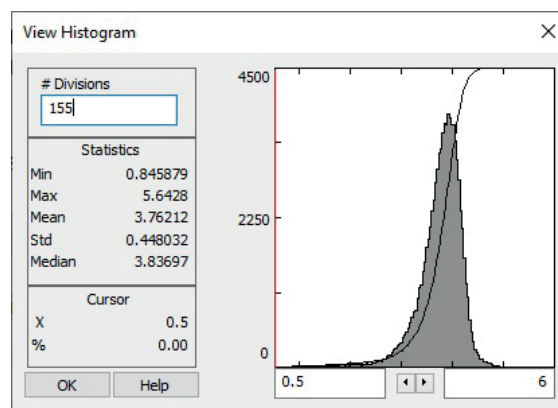 View Histogram
# Divisions
155
Statistics
Min 0.845879
Max 5.6428
Mean 3.76212
Std 0.448032
Median 3.83697
Cursor
X 0.5
% 0.00
OK Help
4500
2250
0
0.5 6